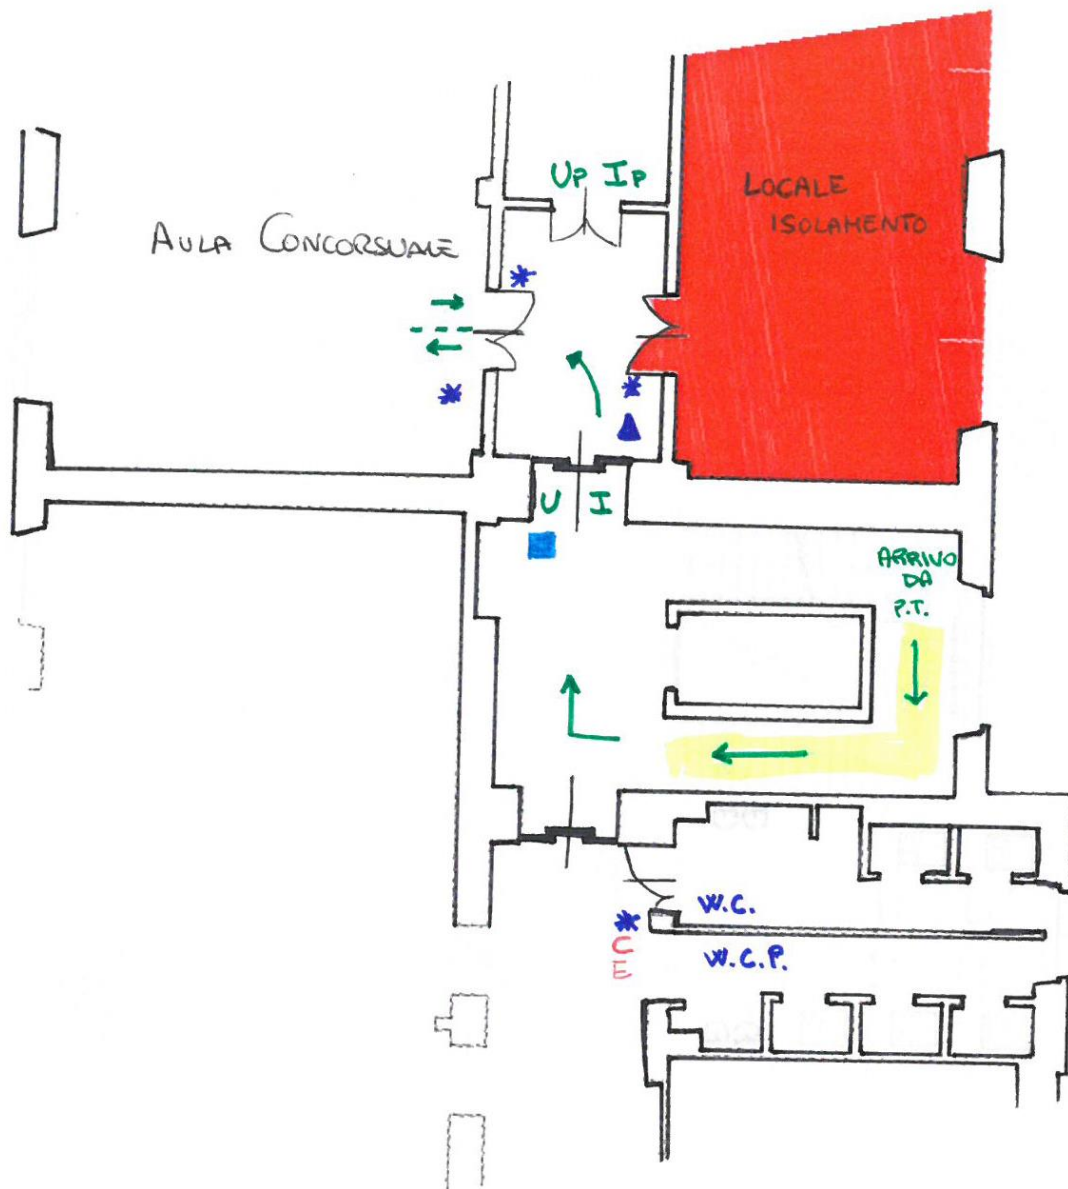 Up Ip
LOCALE
ISOLAMENTO
AULA CONCORSUALE
U I
ARRIVO
DA
P.T.
W.C.
C
E
W.C.P.